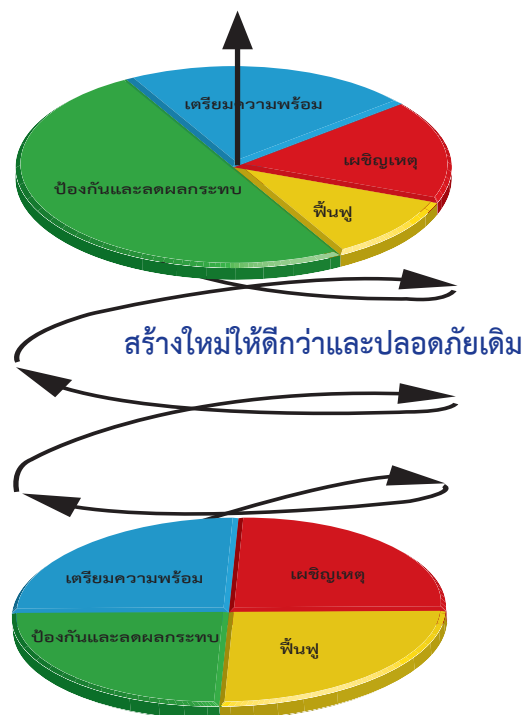 เตรียมความพร้อม
เผชิญเหตุ
ป้องกันและลดผลกระทบ
ฟื้นฟู
สร้างใหม่ให้ดีกว่าและปลอดภัยเดิม
เตรียมความพร้อม
เผชิญเหตุ
ป้องกันและลดผลกระทบ
ฟื้นฟู